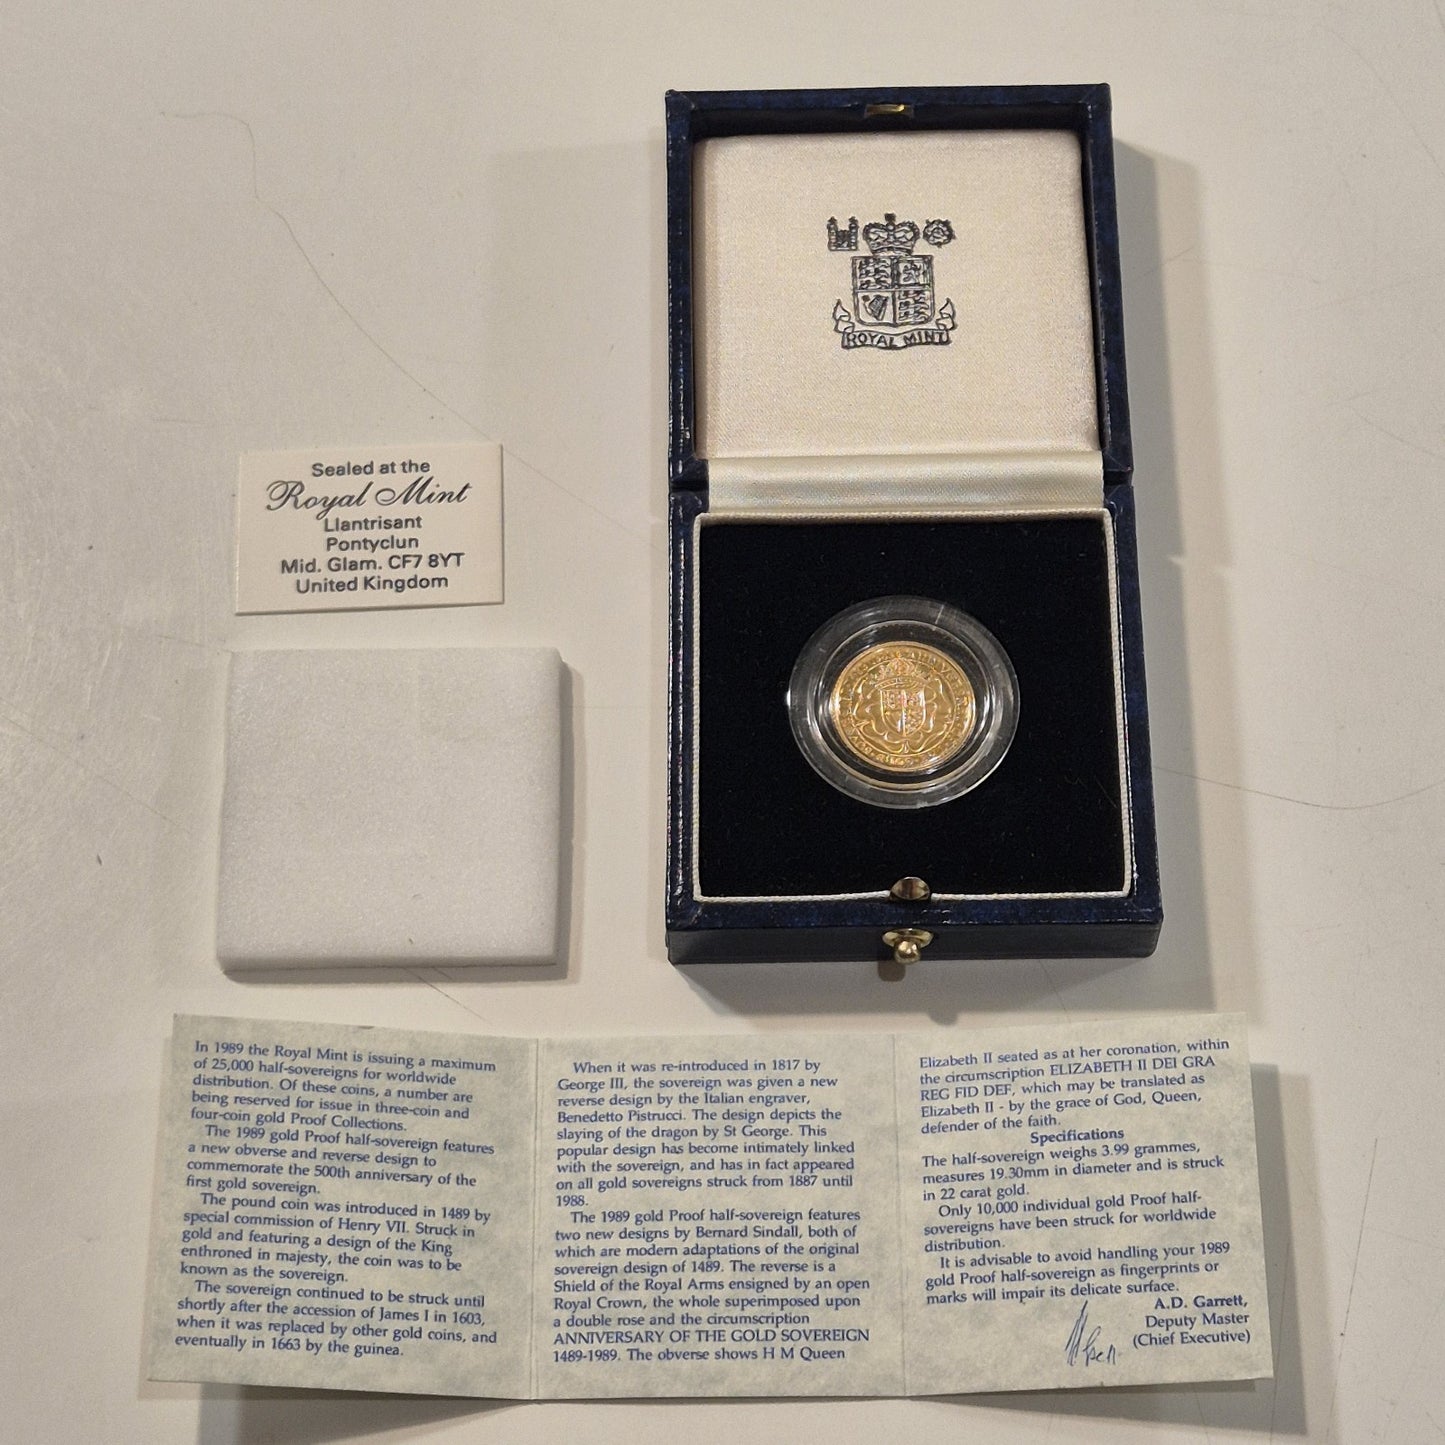 ROYAL MINT
Sealed at the
Royal Mint
Llantrisant
Pontyclun
Mid. Glam. CF7 8YT
United Kingdom
In 1989 the Royal Mint is issuing a maximum
of 25,000 half-sovereigns for worldwide
distribution. Of these coins, a number are
being reserved for issue in three-coin and
four-coin gold Proof Collections.
The 1989 gold Proof half-sovereign features
a new obverse and reverse design to
commemorate the 500th anniversary of the
first gold sovereign.
The pound coin was introduced in 1489 by
special commission of Henry VII. Struck in
gold and featuring a design of the King
enthroned in majesty, the coin was to be
known as the sovereign.
The sovereign continued to be struck until
shortly after the accession of James I in 1603,
when it was replaced by other gold coins, and
eventually in 1663 by the guinea.
When it was re-introduced in 1817 by
George III, the sovereign was given a new
reverse design by the Italian engraver,
Benedetto Pistrucci. The design depicts the
slaying of the dragon by St George. This
popular design has become intimately linked
with the sovereign, and has in fact appeared
on all gold sovereigns struck from 1887 until
1988.
The 1989 gold Proof half-sovereign features
two new designs by Bernard Sindall, both of
which are modern adaptations of the original
sovereign design of 1489. The reverse is a
Shield of the Royal Arms ensigned by an open
Royal Crown, the whole superimposed upon
a double rose and the circumscription
ANNIVERSARY OF THE GOLD SOVEREIGN
1489-1989. The obverse shows H M Queen
Elizabeth II seated as at her coronation, within
the circumscription ELIZABETH II DEI GRA
REG FID DEF, which may be translated as
Elizabeth II - by the grace of God, Queen,
defender of the faith.
Specifications
The half-sovereign weighs 3.99 grammes,
measures 19.30mm in diameter and is struck
in 22 carat gold.
Only 10,000 individual gold Proof half-
sovereigns have been struck for worldwide
distribution.
It is advisable to avoid handling your 1989
gold Proof half-sovereign as fingerprints or
marks will impair its delicate surface.
A.D. Garrett,
Deputy Master
(Chief Executive)